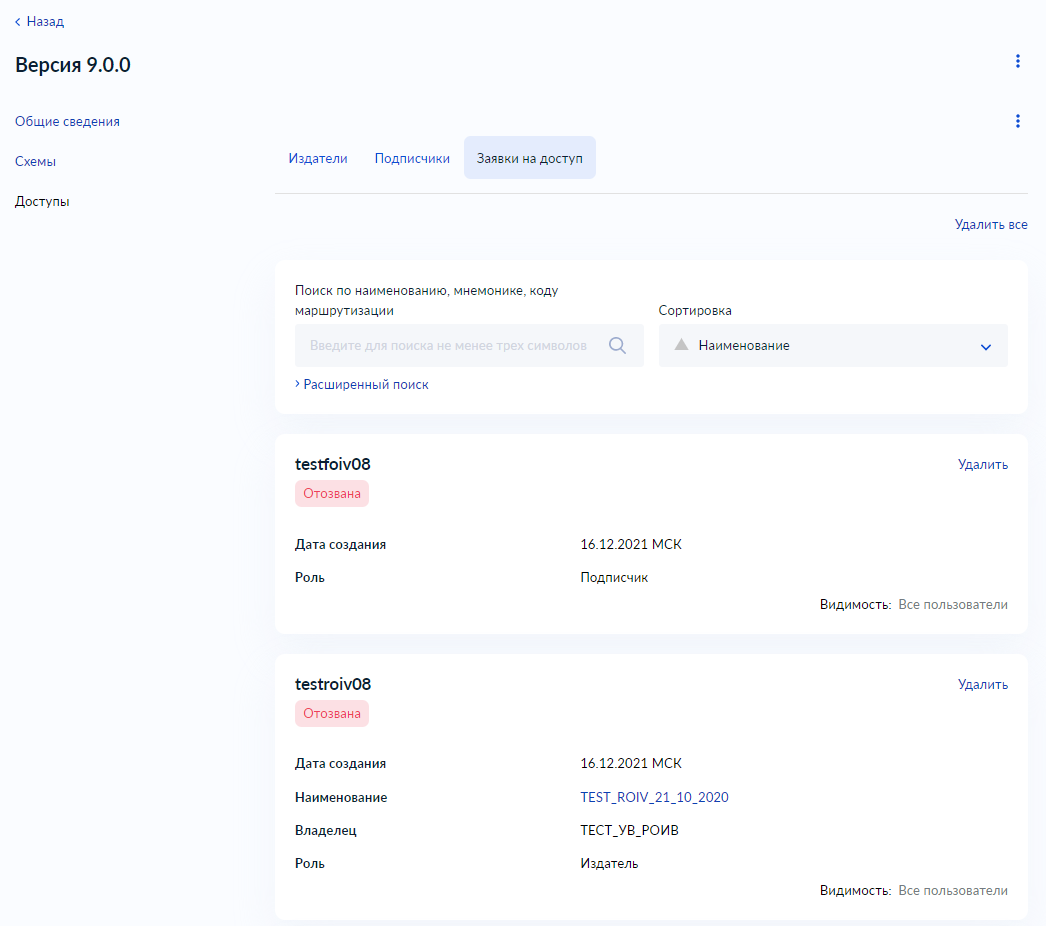 Назад
Версия 9.0.0
Общие сведения
Схемы
Доступы
Издатели Подписчики Заявки на доступ
Удалить все
Поиск по наименованию, мнемонике, коду
маршрутизации
Сортировка
Введите для поиска не менее трех символов
Наименование
Расширенный поиск
testfoiv08
Удалить
Отозвана
Дата создания 16.12.2021 МСК
Роль Подписчик
Видимость: Все пользователи
testroiv08
Удалить
Отозвана
Дата создания 16.12.2021 МСК
Наименование TEST_ROIV_21_10_2020
Владелец ТЕСТ_УВ_РОИВ
Роль Издатель
Видимость: Все пользователи